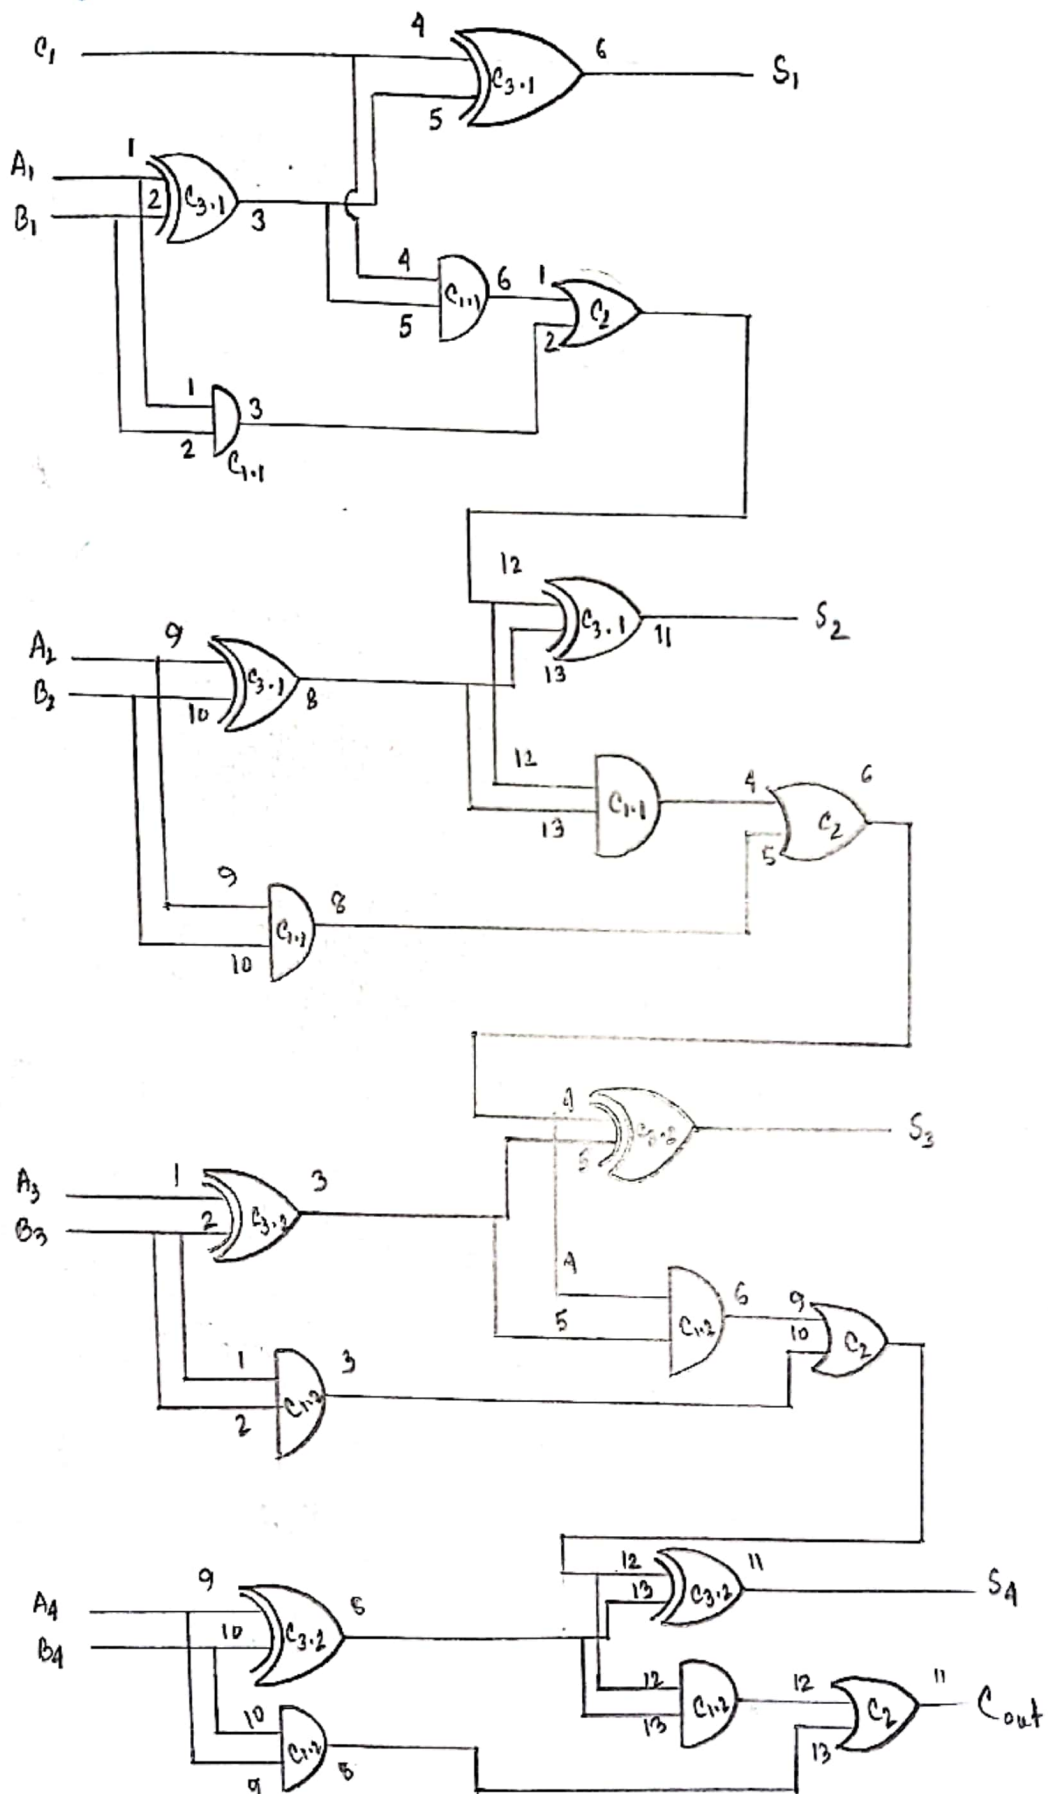 4
C₁ C₃.₁ 6 S₁
5
A₁ 1
2 C₃.₁ 3
B₁
4 C₁.₁ 6 1 C₂
5 2
1 3
2 C₁.₁
12 C₃.₁ 11 S₂
13
A₂ 9 C₃.₁ 8
B₂ 10
12 C₁.₁ 4 C₂ 6
13 5
9 C₁.₁ 8
10
4 S₃
5
A₃ 1 C₃.₂ 3
B₃ 2
4 C₁.₂ 6 9 C₂
5 10
1 C₁.₂ 3
2
12 C₃.₂ 11 S₄
13
A₄ 9 C₃.₂ 8
B₄ 10
12 C₁.₂ 12 C₂ 11 Cout
13 13
10 C₁.₂ 8
9